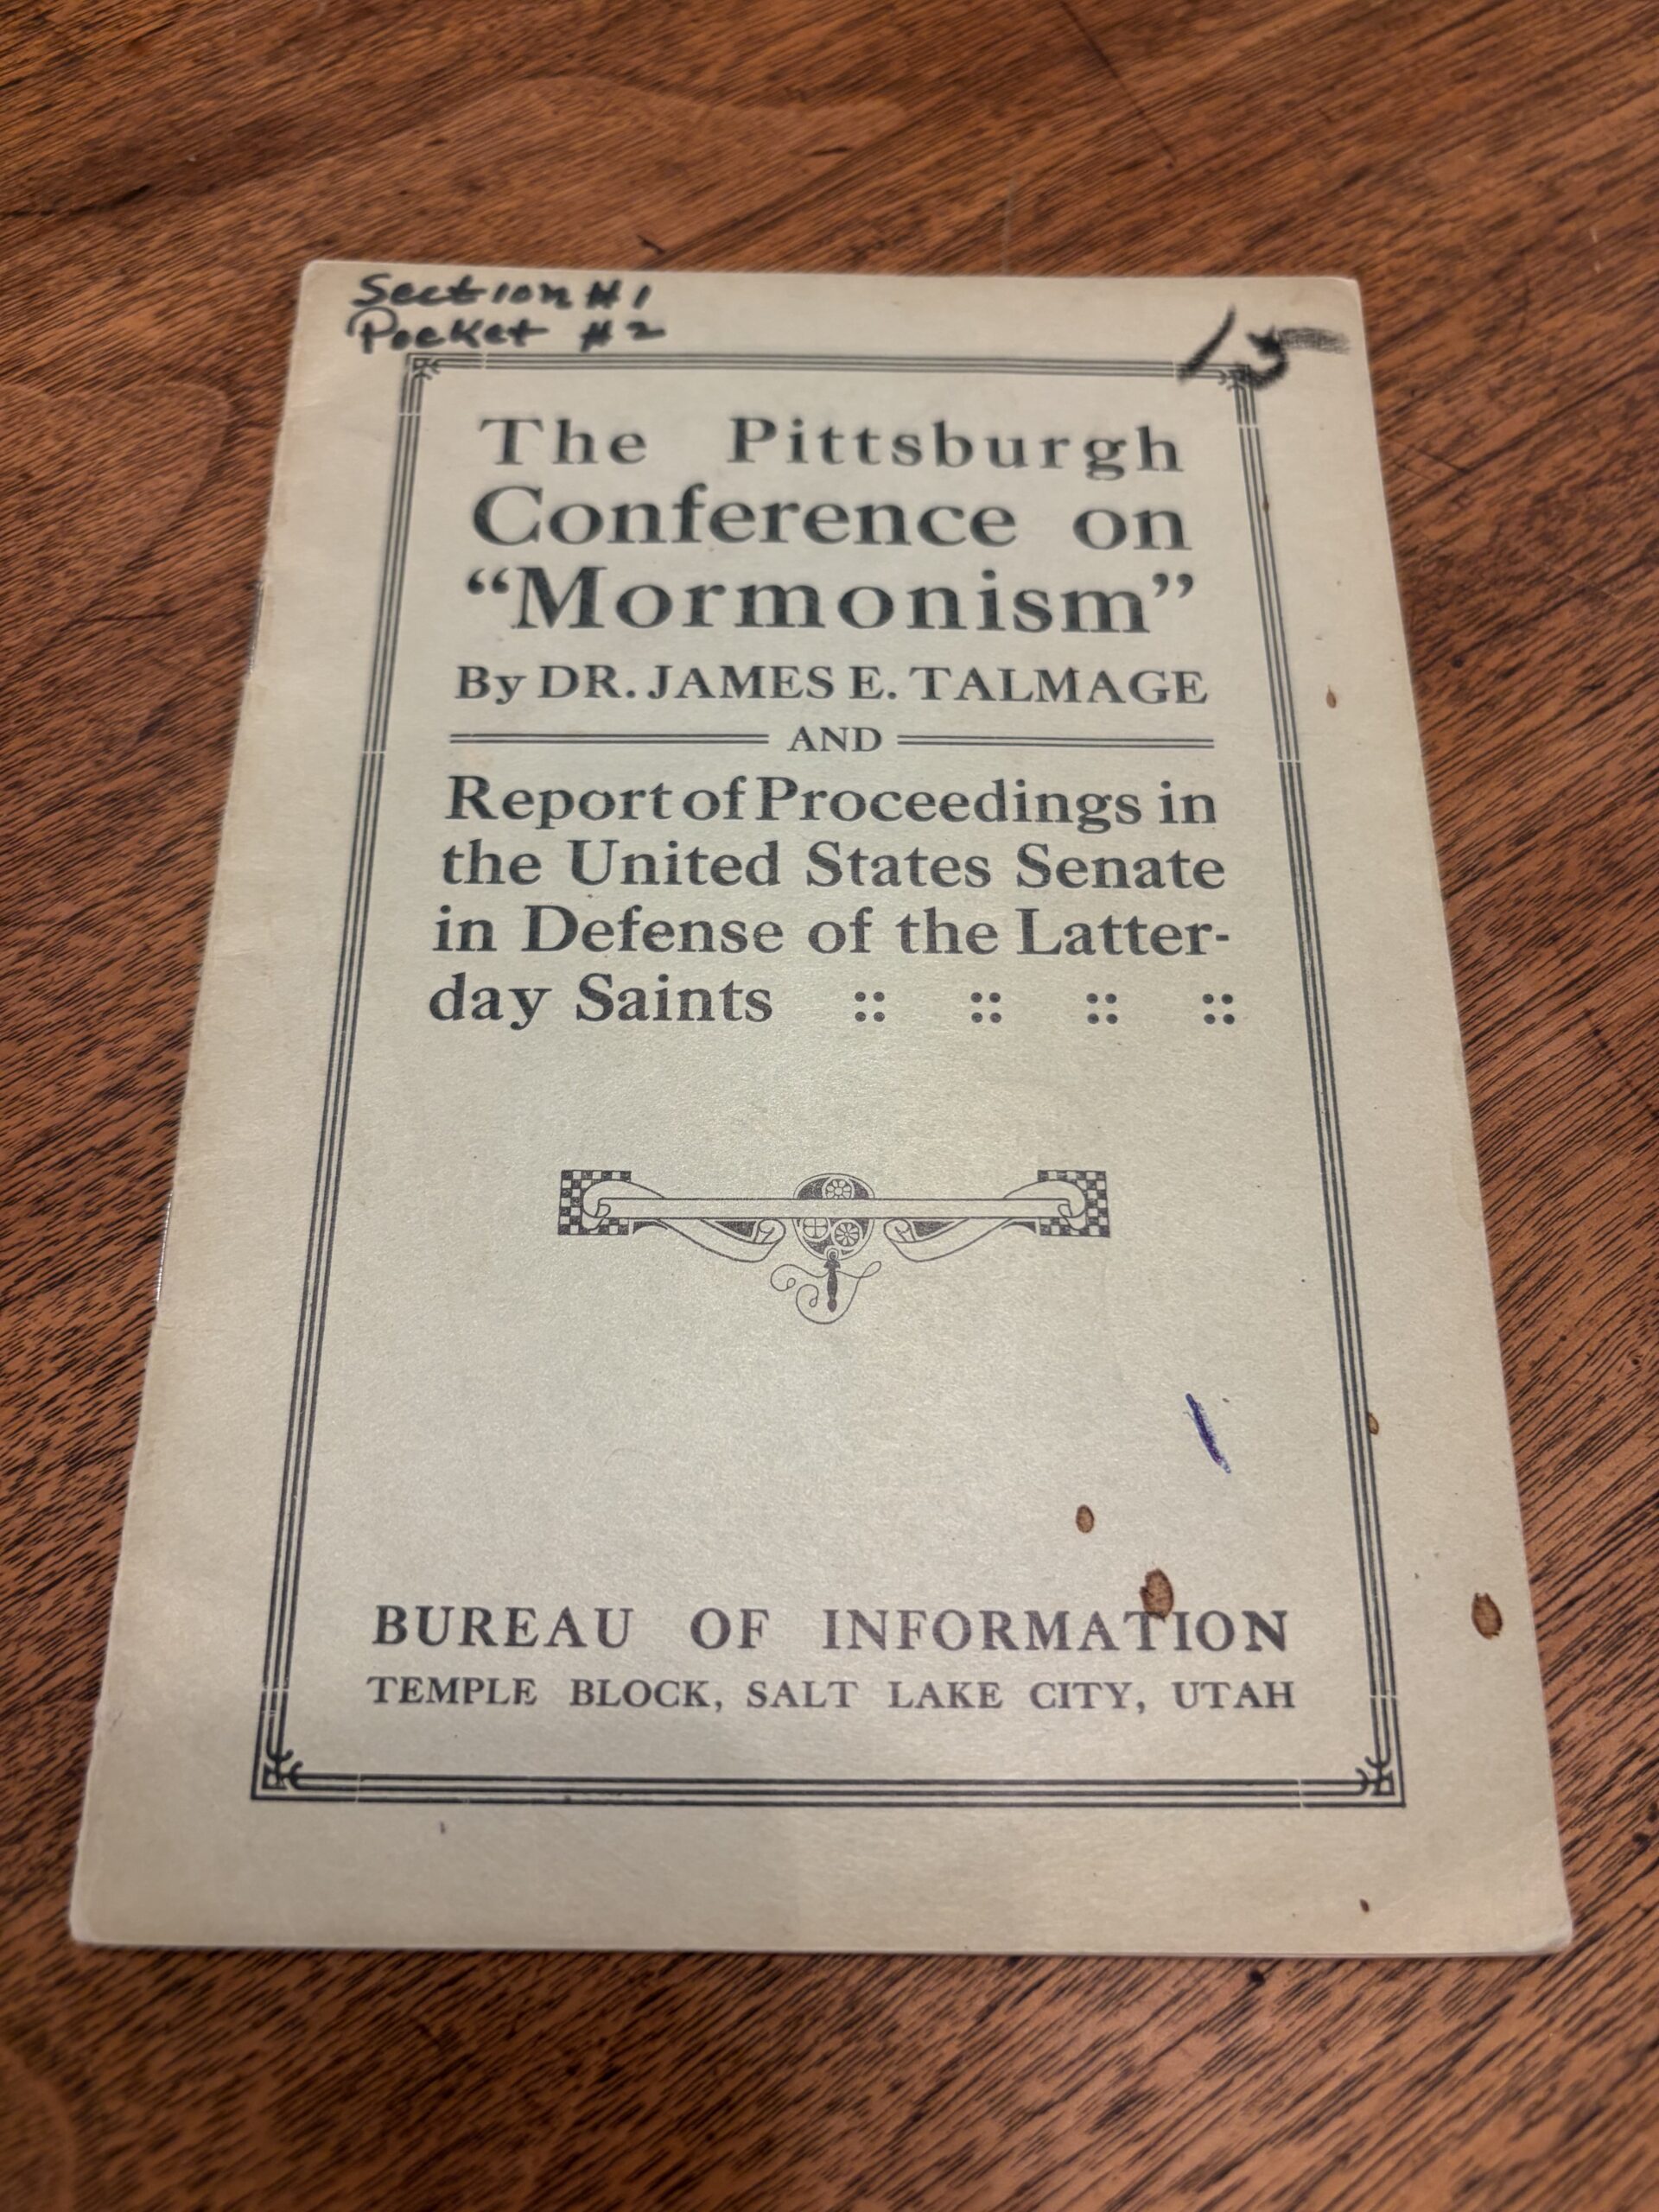 Section #1
Pocket #2
15
The Pittsburgh
Conference on
“Mormonism”
By DR. JAMES E. TALMAGE
AND
Report of Proceedings in
the United States Senate
in Defense of the Latter-
day Saints :: :: :: ::
BUREAU OF INFORMATION
TEMPLE BLOCK, SALT LAKE CITY, UTAH